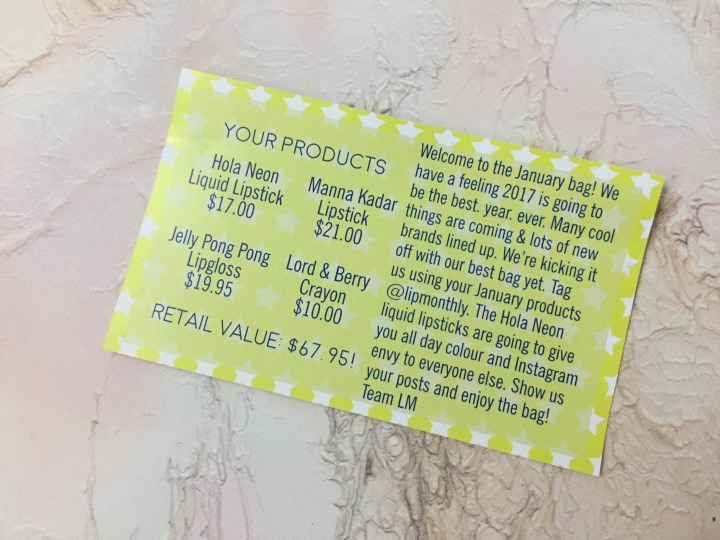 YOUR PRODUCTS
Hola Neon
Liquid Lipstick
$17.00
Manna Kadar
Lipstick
$21.00
Jelly Pong Pong
Lipgloss
$19.95
Lord & Berry
Crayon
$10.00
RETAIL VALUE: $67.95!
Welcome to the January bag! We
have a feeling 2017 is going to
be the best. year. ever. Many cool
things are coming & lots of new
brands lined up. We're kicking it
off with our best bag yet. Tag
us using your January products
@lipmonthly. The Hola Neon
liquid lipsticks are going to give
you all day colour and Instagram
envy to everyone else. Show us
your posts and enjoy the bag!
Team LM